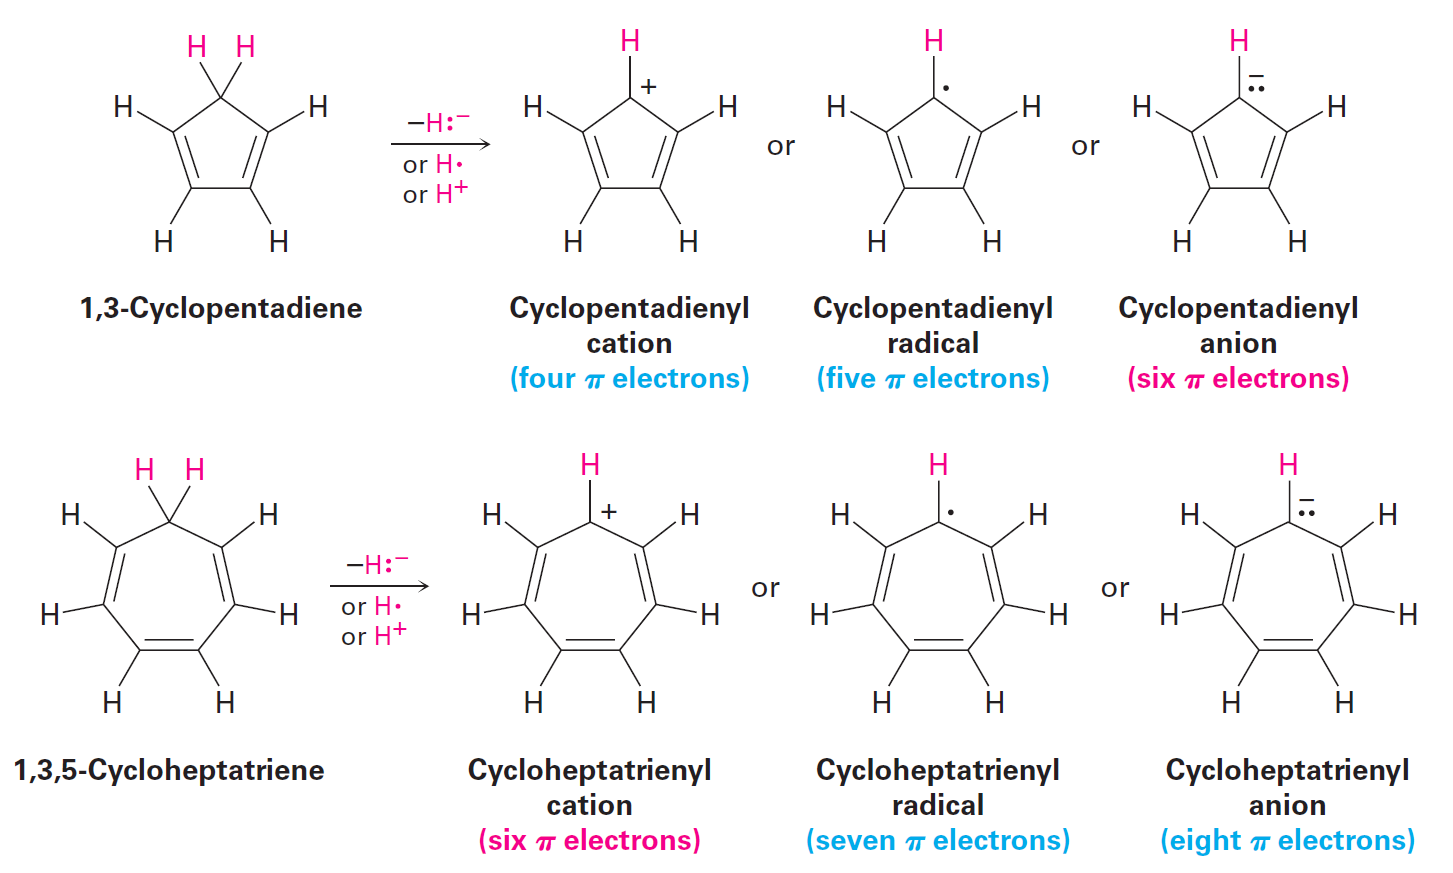 H H
H H
H H
−H:⁻
or H·
or H⁺
H
+
H H
H H
or
H
·
H H
H H
or
H
−
··
H H
H H
1,3-Cyclopentadiene
Cyclopentadienyl
cation
(four π electrons)
Cyclopentadienyl
radical
(five π electrons)
Cyclopentadienyl
anion
(six π electrons)
H H
H H
H H
H H
−H:⁻
or H·
or H⁺
H
+
H H
H H
H H
or
H
·
H H
H H
H H
or
H
−
··
H H
H H
H H
1,3,5-Cycloheptatriene
Cycloheptatrienyl
cation
(six π electrons)
Cycloheptatrienyl
radical
(seven π electrons)
Cycloheptatrienyl
anion
(eight π electrons)